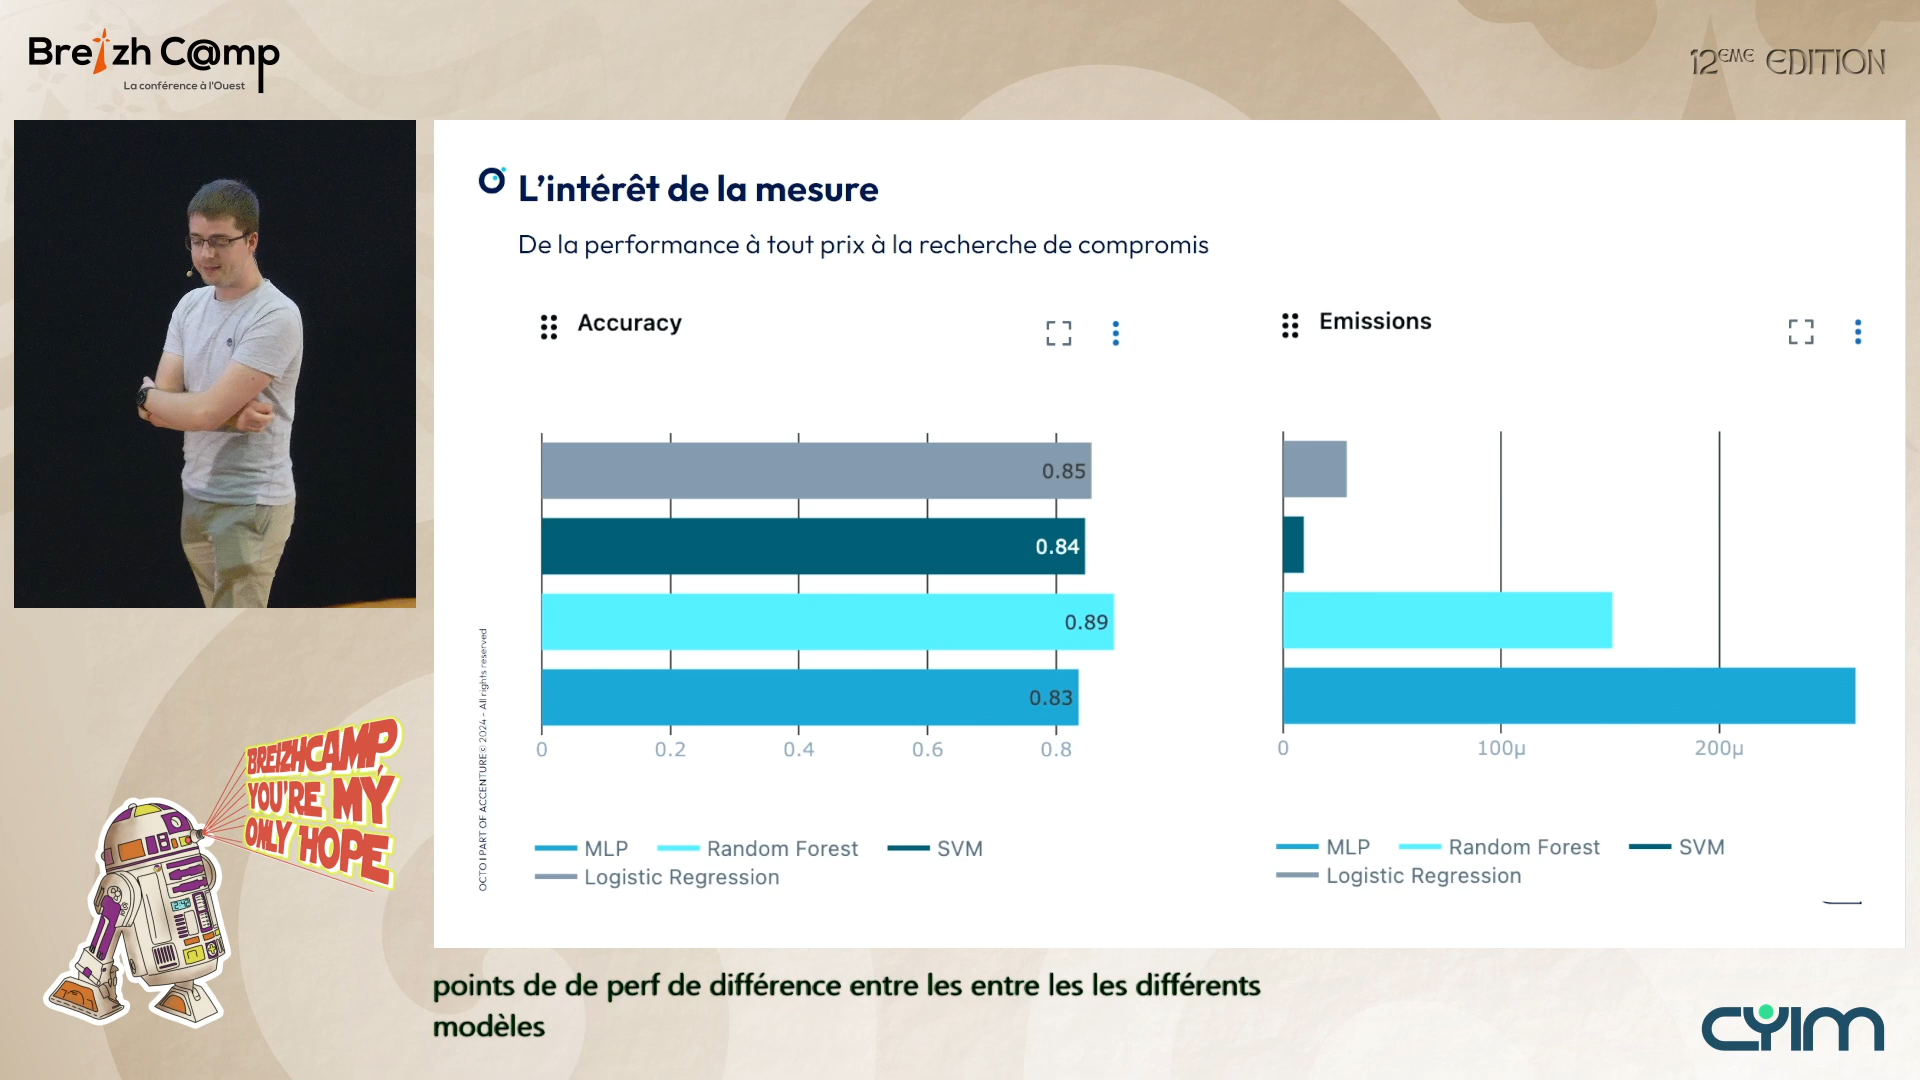 Breizh C@mp
La conférence à l'Ouest
12ÈME EDITION
L'intérêt de la mesure
De la performance à tout prix à la recherche de compromis
Accuracy
0.85
0.84
0.89
0.83
0
0.2
0.4
0.6
0.8
MLP
Random Forest
SVM
Logistic Regression
Emissions
0
100µ
200µ
MLP
Random Forest
SVM
Logistic Regression
OCTO | PART OF ACCENTURE © 2024 - All rights reserved
BREIZHCAMP,
YOU'RE MY
ONLY HOPE
points de de perf de différence entre les entre les les différents
modèles
CYIM